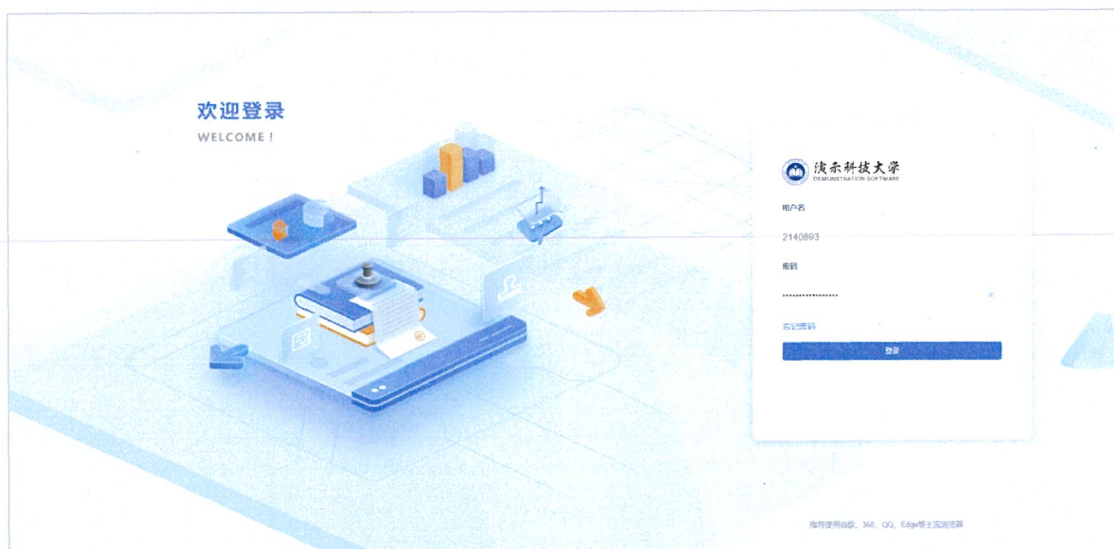 欢迎登录
WELCOME !
演示科技大学
DEMONSTRATION SOFTWARE
用户名
2140893
密码
•••••••••••••••••
忘记密码
登录
推荐使用谷歌、360、QQ、Edge等主流浏览器